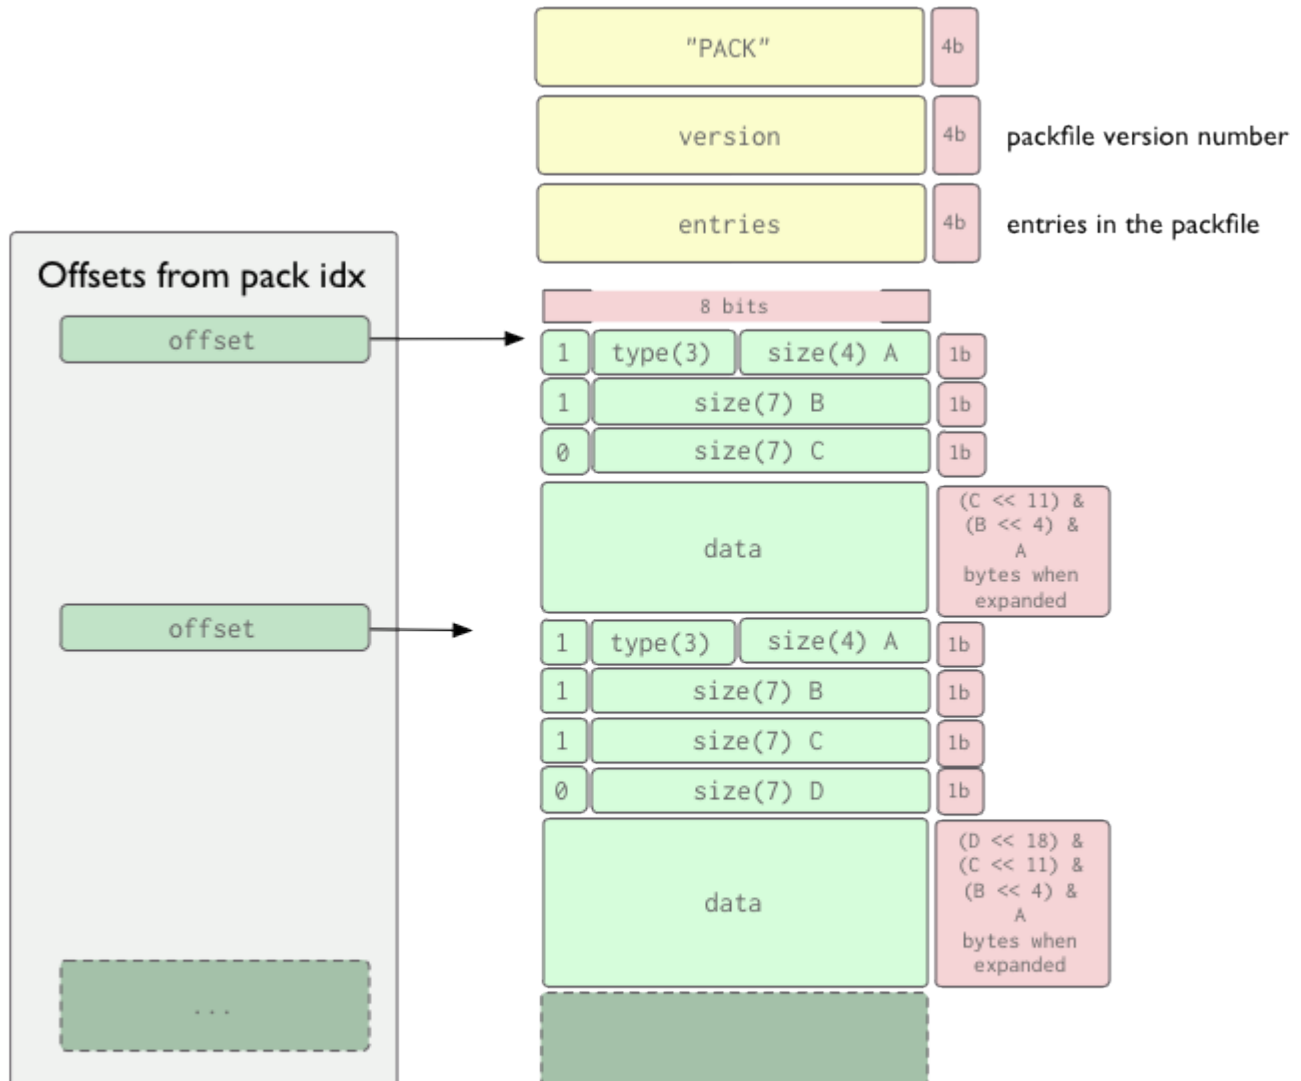 "PACK"
4b
version
4b
packfile version number
entries
4b
entries in the packfile
Offsets from pack idx
8 bits
offset
1
type(3)
size(4) A
1b
1
size(7) B
1b
0
size(7) C
1b
data
(C << 11) &
(B << 4) &
A
bytes when
expanded
offset
1
type(3)
size(4) A
1b
1
size(7) B
1b
1
size(7) C
1b
0
size(7) D
1b
data
(D << 18) &
(C << 11) &
(B << 4) &
A
bytes when
expanded
...